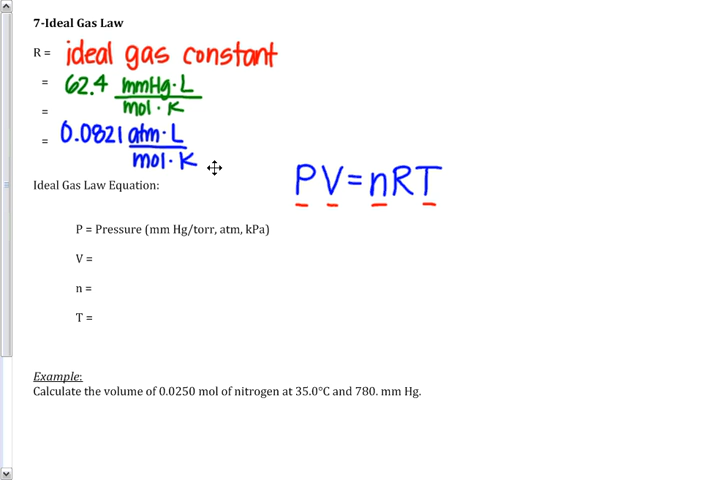 7-Ideal Gas Law
R = ideal gas constant
= 62.4 mmHg·L
= mol·K
= 0.0821 atm·L
mol·K
PV=nRT
Ideal Gas Law Equation:
P = Pressure (mm Hg/torr, atm, kPa)
V =
n =
T =
Example:
Calculate the volume of 0.0250 mol of nitrogen at 35.0°C and 780. mm Hg.